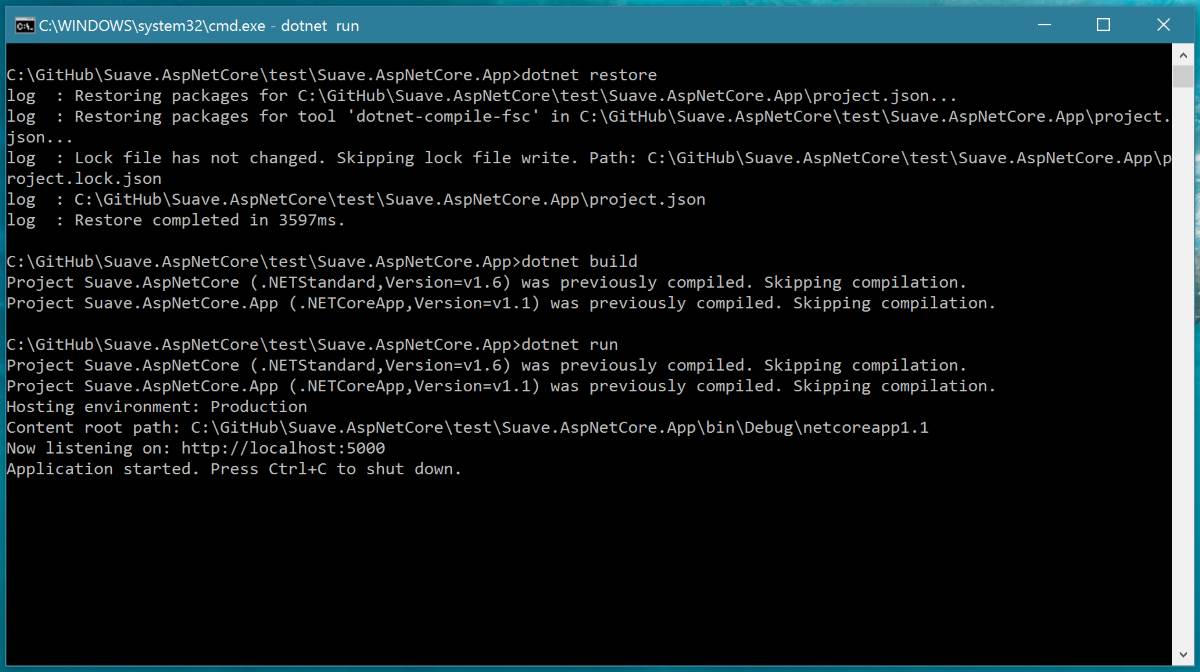 C:\WINDOWS\system32\cmd.exe - dotnet  run
C:\GitHub\Suave.AspNetCore\test\Suave.AspNetCore.App>dotnet restore
log  : Restoring packages for C:\GitHub\Suave.AspNetCore\test\Suave.AspNetCore.App\project.json...
log  : Restoring packages for tool 'dotnet-compile-fsc' in C:\GitHub\Suave.AspNetCore\test\Suave.AspNetCore.App\project.
json...
log  : Lock file has not changed. Skipping lock file write. Path: C:\GitHub\Suave.AspNetCore\test\Suave.AspNetCore.App\p
roject.lock.json
log  : C:\GitHub\Suave.AspNetCore\test\Suave.AspNetCore.App\project.json
log  : Restore completed in 3597ms.
C:\GitHub\Suave.AspNetCore\test\Suave.AspNetCore.App>dotnet build
Project Suave.AspNetCore (.NETStandard,Version=v1.6) was previously compiled. Skipping compilation.
Project Suave.AspNetCore.App (.NETCoreApp,Version=v1.1) was previously compiled. Skipping compilation.
C:\GitHub\Suave.AspNetCore\test\Suave.AspNetCore.App>dotnet run
Project Suave.AspNetCore (.NETStandard,Version=v1.6) was previously compiled. Skipping compilation.
Project Suave.AspNetCore.App (.NETCoreApp,Version=v1.1) was previously compiled. Skipping compilation.
Hosting environment: Production
Content root path: C:\GitHub\Suave.AspNetCore\test\Suave.AspNetCore.App\bin\Debug\netcoreapp1.1
Now listening on: http://localhost:5000
Application started. Press Ctrl+C to shut down.